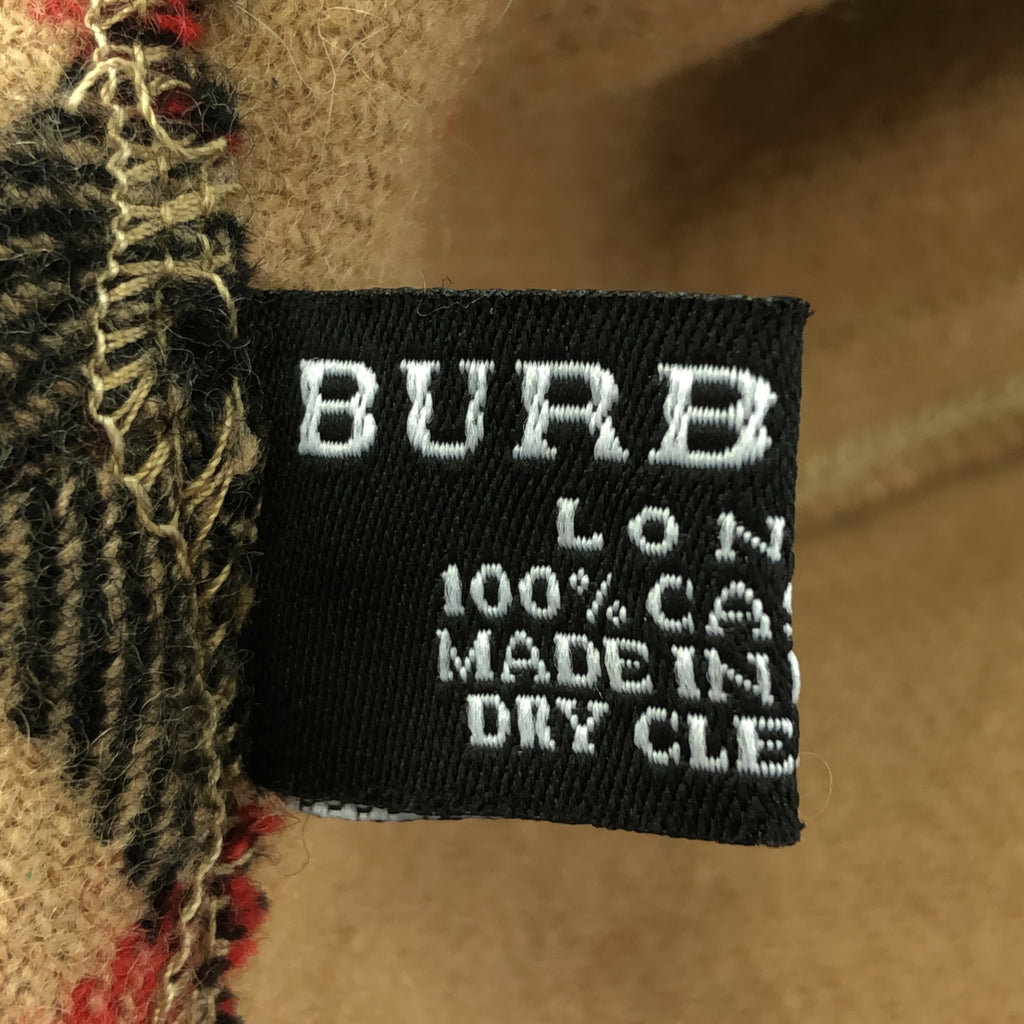 BURB
LON
100% CA
MADE IN
DRY CLE